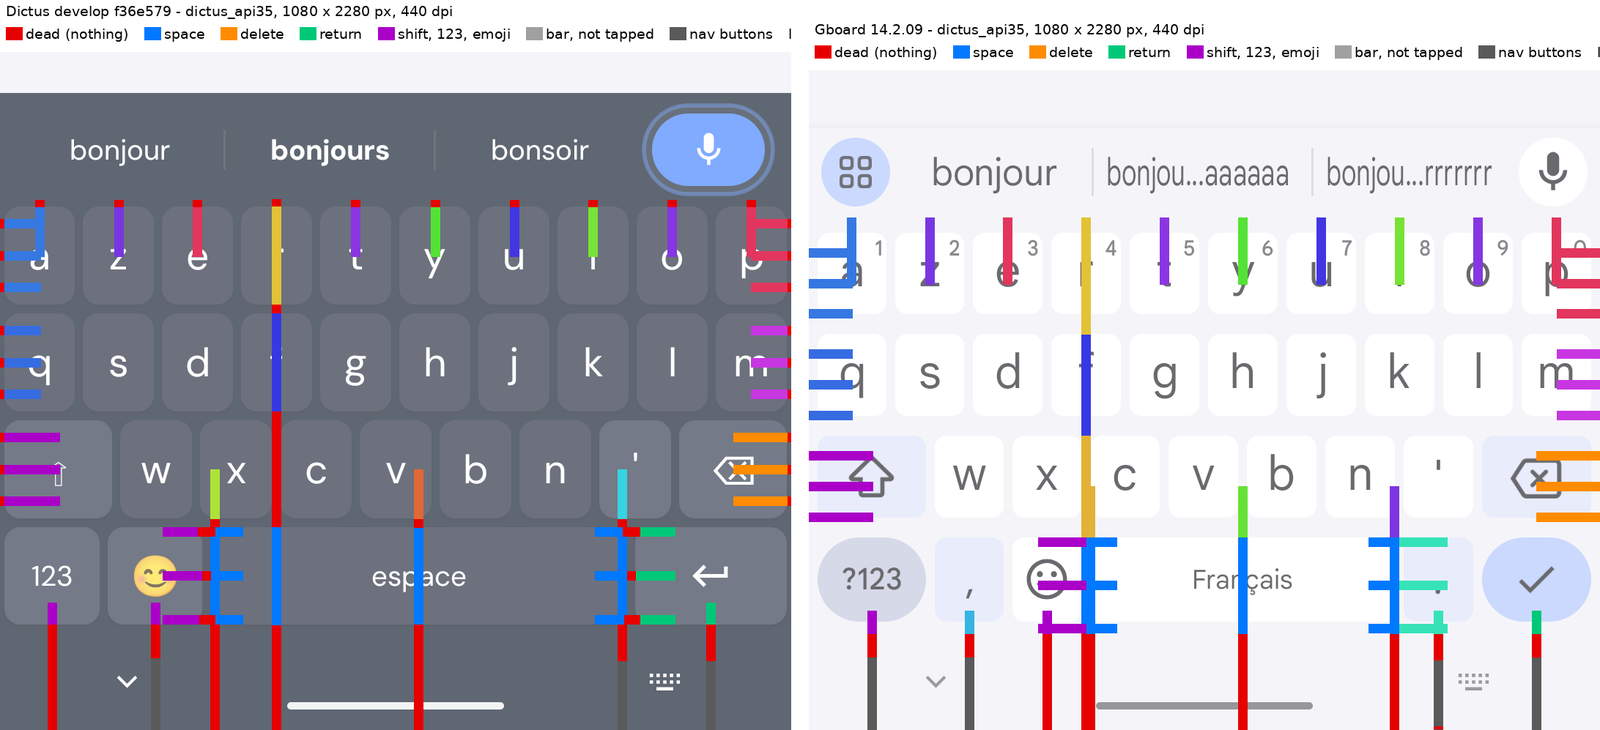 Dictus develop f36e579 - dictus_api35, 1080 x 2280 px, 440 dpi
dead (nothing) space delete return shift, 123, emoji bar, not tapped nav buttons
bonjour bonjours bonsoir
a z e r t y u i o p
q s d f g h j k l m
w x c v b n '
123 espace
Gboard 14.2.09 - dictus_api35, 1080 x 2280 px, 440 dpi
dead (nothing) space delete return shift, 123, emoji bar, not tapped nav buttons
bonjour bonjou...aaaaaa bonjou...rrrrrrr
1 2 3 4 5 6 7 8 9 0
a z e r t y u i o p
q s d f g h j k l m
w x c v b n '
?123 , Français .